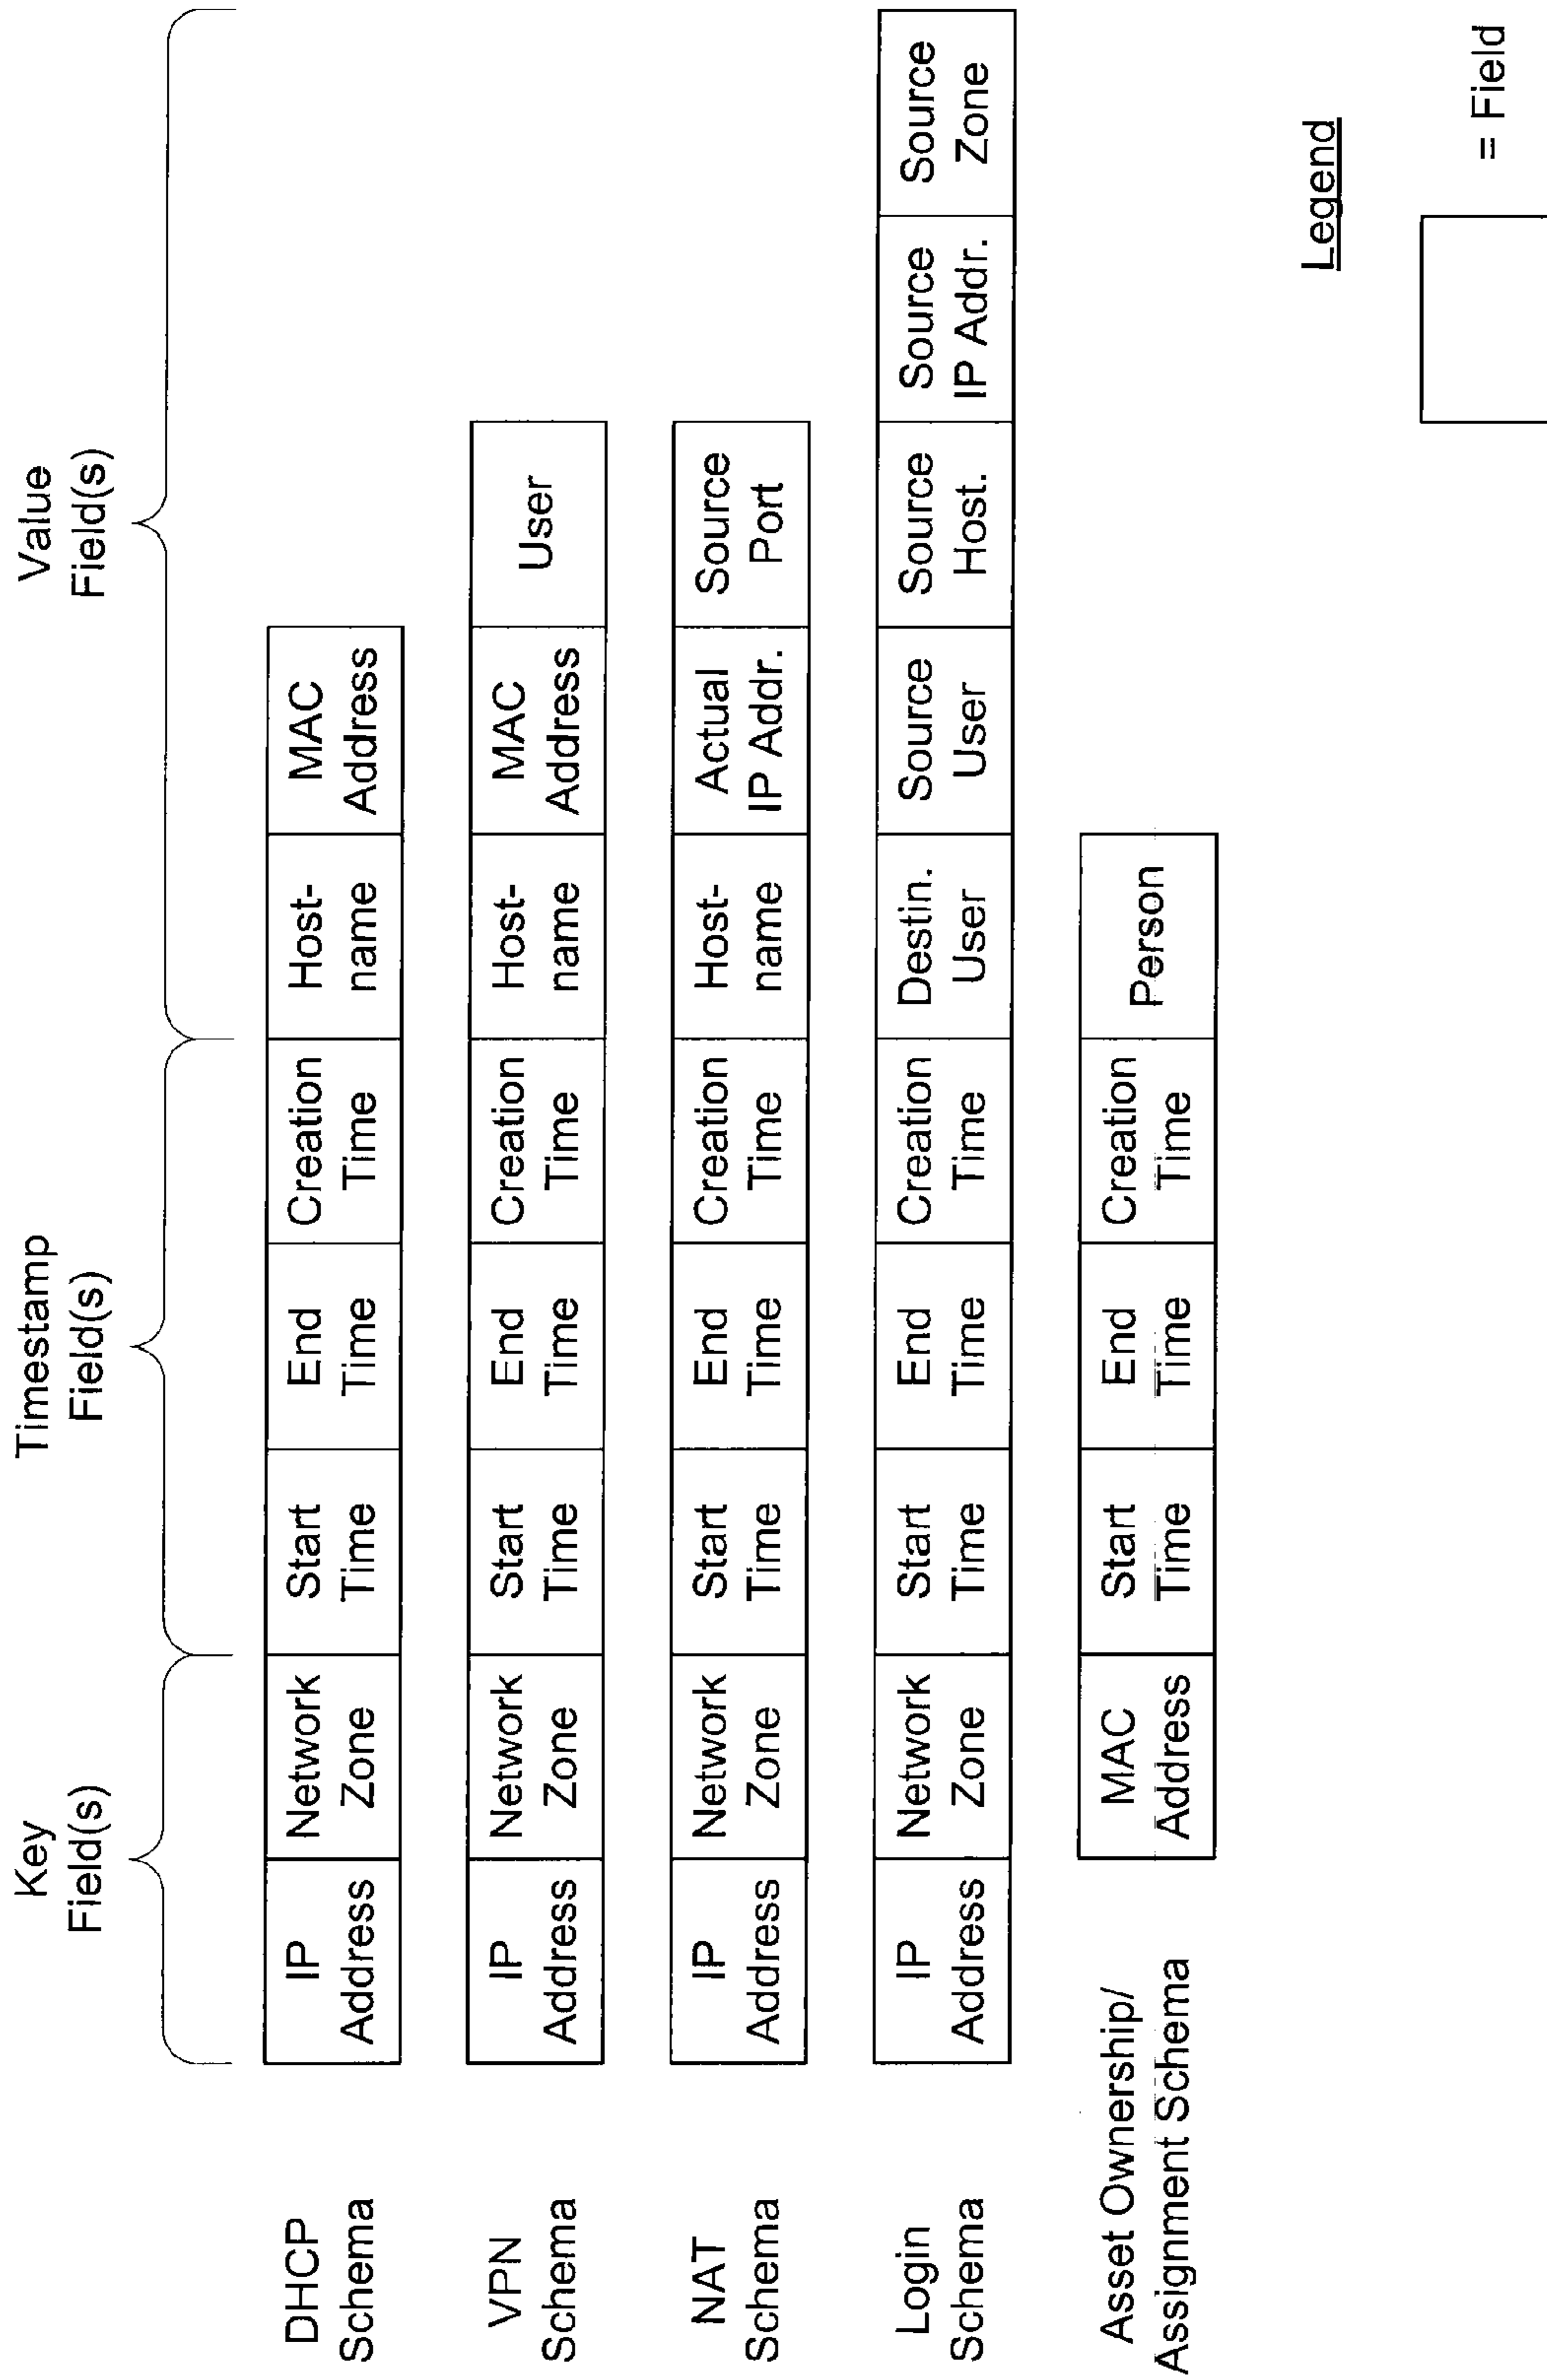 Key
Field(s)
Timestamp
Field(s)
Value
Field(s)
DHCP
Schema
IP
Address
Network
Zone
Start
Time
End
Time
Creation
Time
Host-
name
MAC
Address
VPN
Schema
IP
Address
Network
Zone
Start
Time
End
Time
Creation
Time
Host-
name
MAC
Address
User
NAT
Schema
IP
Address
Network
Zone
Start
Time
End
Time
Creation
Time
Host-
name
Actual
IP Addr.
Source
Port
Login
Schema
IP
Address
Network
Zone
Start
Time
End
Time
Creation
Time
Destin.
User
Source
User
Source
Host.
Source
IP Addr.
Source
Zone
Asset Ownership/
Assignment Schema
MAC
Address
Start
Time
End
Time
Creation
Time
Person
Legend
= Field